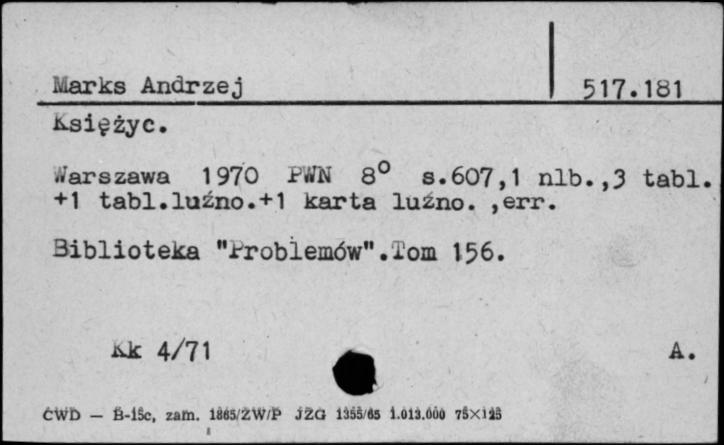 Marks Andrzej 517.181
Księżyc.
Warszawa 1970 PWN 8° s.607,1 nlb.,3 tabl.
+1 tabl.luźno.+1 karta luźno. ,err.
Biblioteka "Problemów".Tom 156.
Kk 4/71 A.
CWD — B-15c, zam. 1865/ZW/P JZG 1355/65 1.013.000 75×125